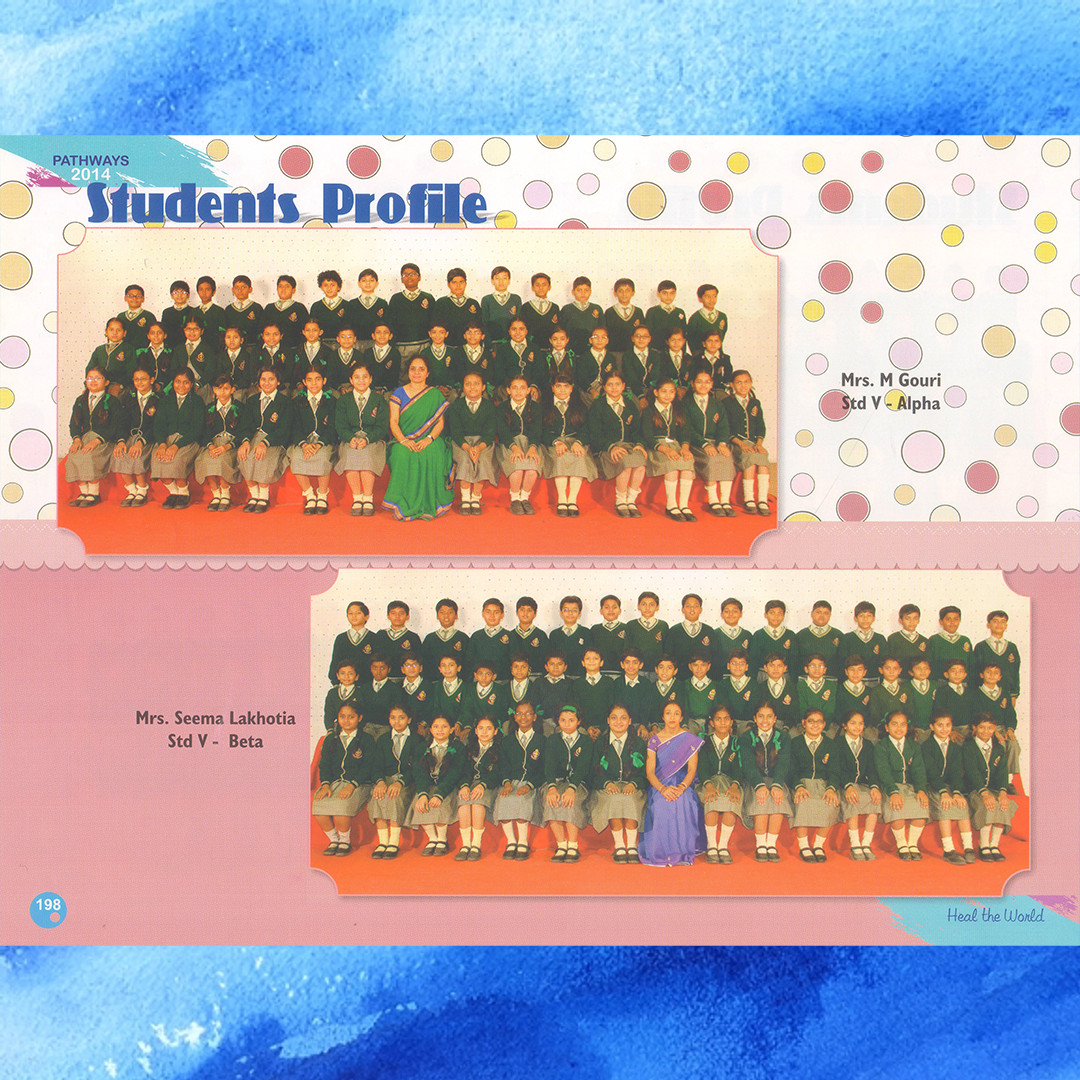 PATHWAYS
2014
Students Profile
Mrs. M Gouri
Std V - Alpha
Mrs. Seema Lakhotia
Std V - Beta
198
Heal the World